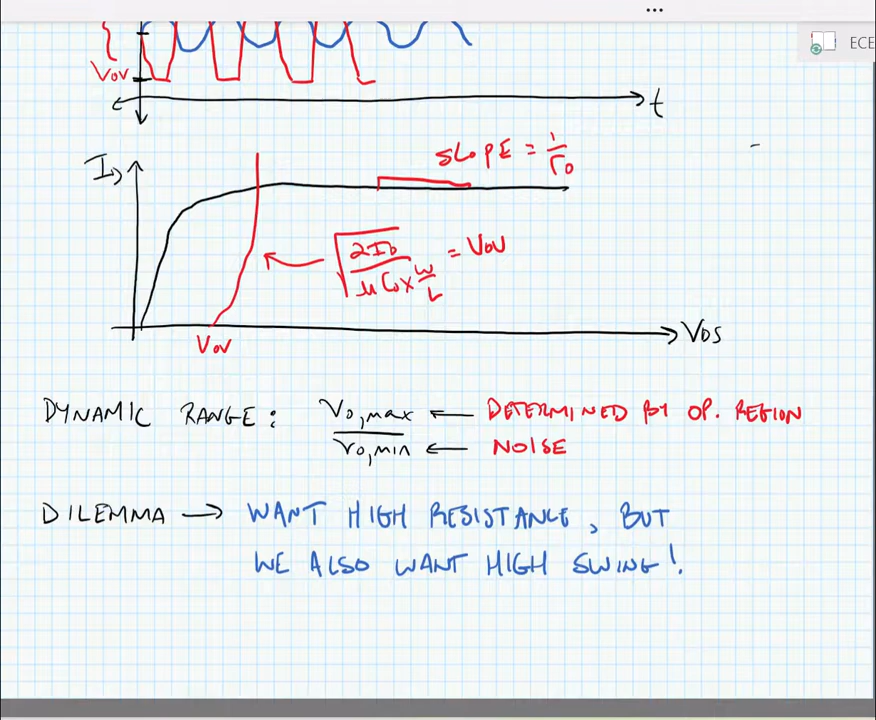 ...
ECE
Vov
t
ID
SLOPE = 1/ro
√(2ID / μCox W/L) = Vov
Vov
VDS
DYNAMIC RANGE: Vo,max ← DETERMINED BY OP. REGION
Vo,min ← NOISE
DILEMMA → WANT HIGH RESISTANCE, BUT
WE ALSO WANT HIGH SWING!